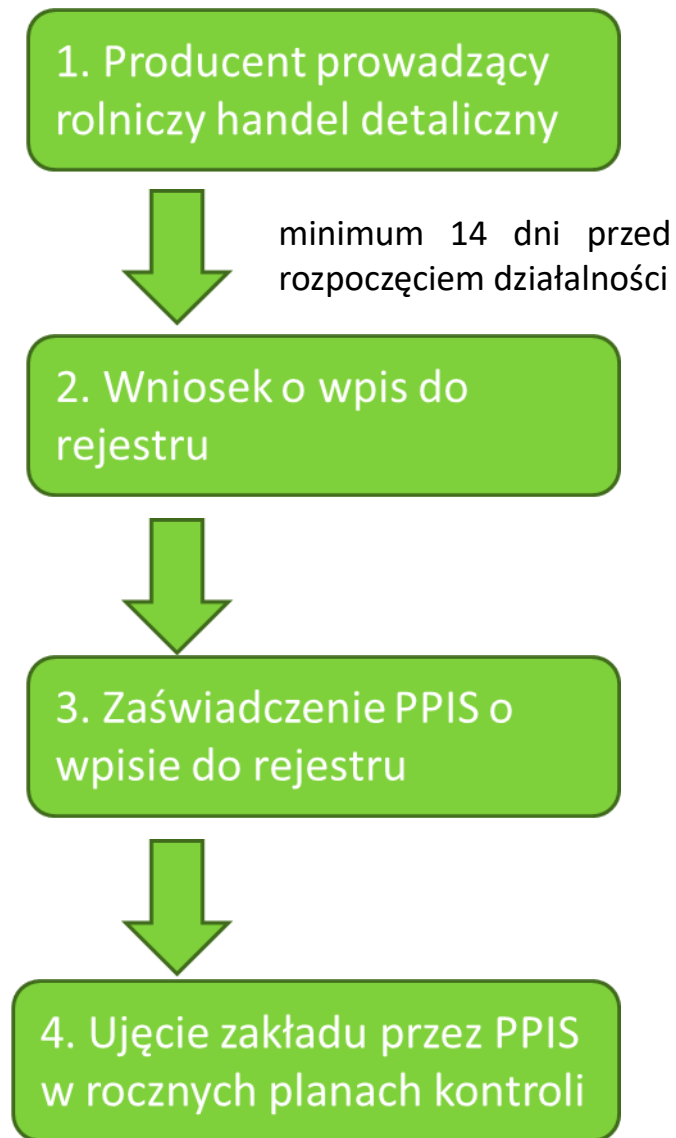 1. Producent prowadzący
rolniczy handel detaliczny
minimum 14 dni przed
rozpoczęciem działalności
2. Wniosek o wpis do
rejestru
3. Zaświadczenie PPIS o
wpisie do rejestru
4. Ujęcie zakładu przez PPIS
w rocznych planach kontroli